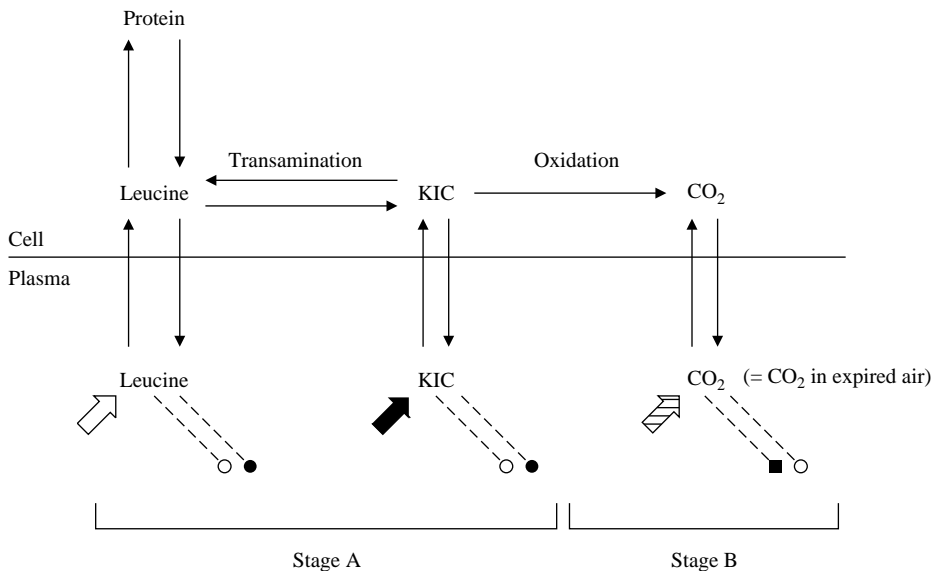 Protein
Transamination
Oxidation
Leucine
KIC
CO₂
Cell
Plasma
Leucine
KIC
CO₂
(= CO₂ in expired air)
Stage A
Stage B